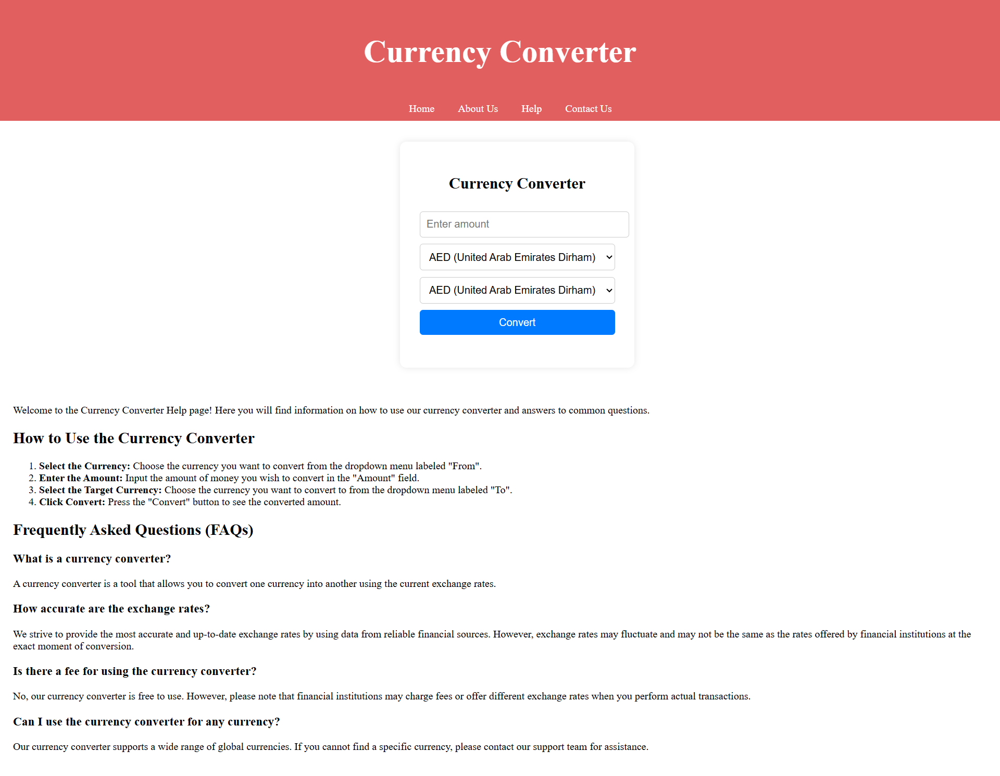 Currency Converter
Home About Us Help Contact Us
Currency Converter
Enter amount
AED (United Arab Emirates Dirham)
AED (United Arab Emirates Dirham)
Convert
Welcome to the Currency Converter Help page! Here you will find information on how to use our currency converter and answers to common questions.
How to Use the Currency Converter
1. Select the Currency: Choose the currency you want to convert from the dropdown menu labeled "From".
2. Enter the Amount: Input the amount of money you wish to convert in the "Amount" field.
3. Select the Target Currency: Choose the currency you want to convert to from the dropdown menu labeled "To".
4. Click Convert: Press the "Convert" button to see the converted amount.
Frequently Asked Questions (FAQs)
What is a currency converter?
A currency converter is a tool that allows you to convert one currency into another using the current exchange rates.
How accurate are the exchange rates?
We strive to provide the most accurate and up-to-date exchange rates by using data from reliable financial sources. However, exchange rates may fluctuate and may not be the same as the rates offered by financial institutions at the
exact moment of conversion.
Is there a fee for using the currency converter?
No, our currency converter is free to use. However, please note that financial institutions may charge fees or offer different exchange rates when you perform actual transactions.
Can I use the currency converter for any currency?
Our currency converter supports a wide range of global currencies. If you cannot find a specific currency, please contact our support team for assistance.